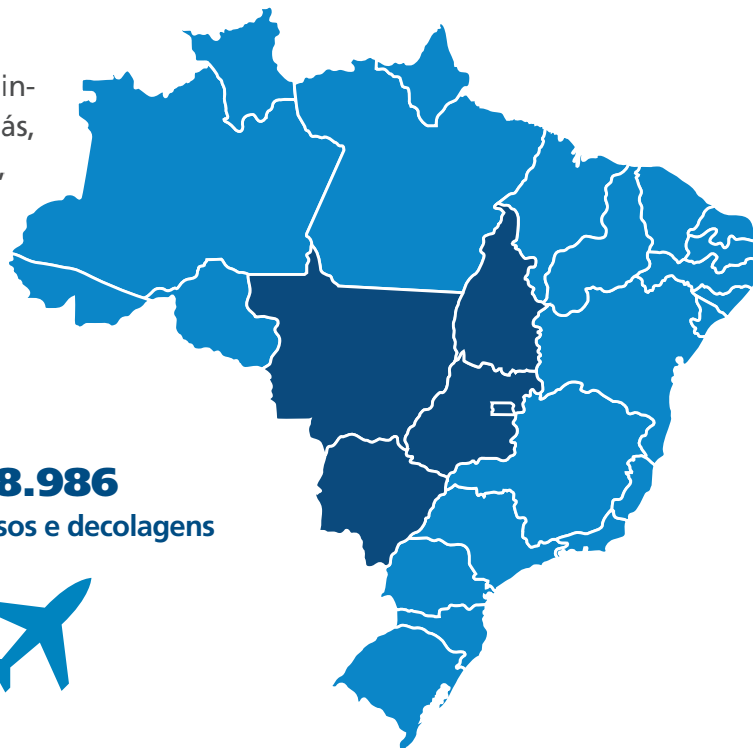 in-
ás,
,
8.986
sos e decolagens